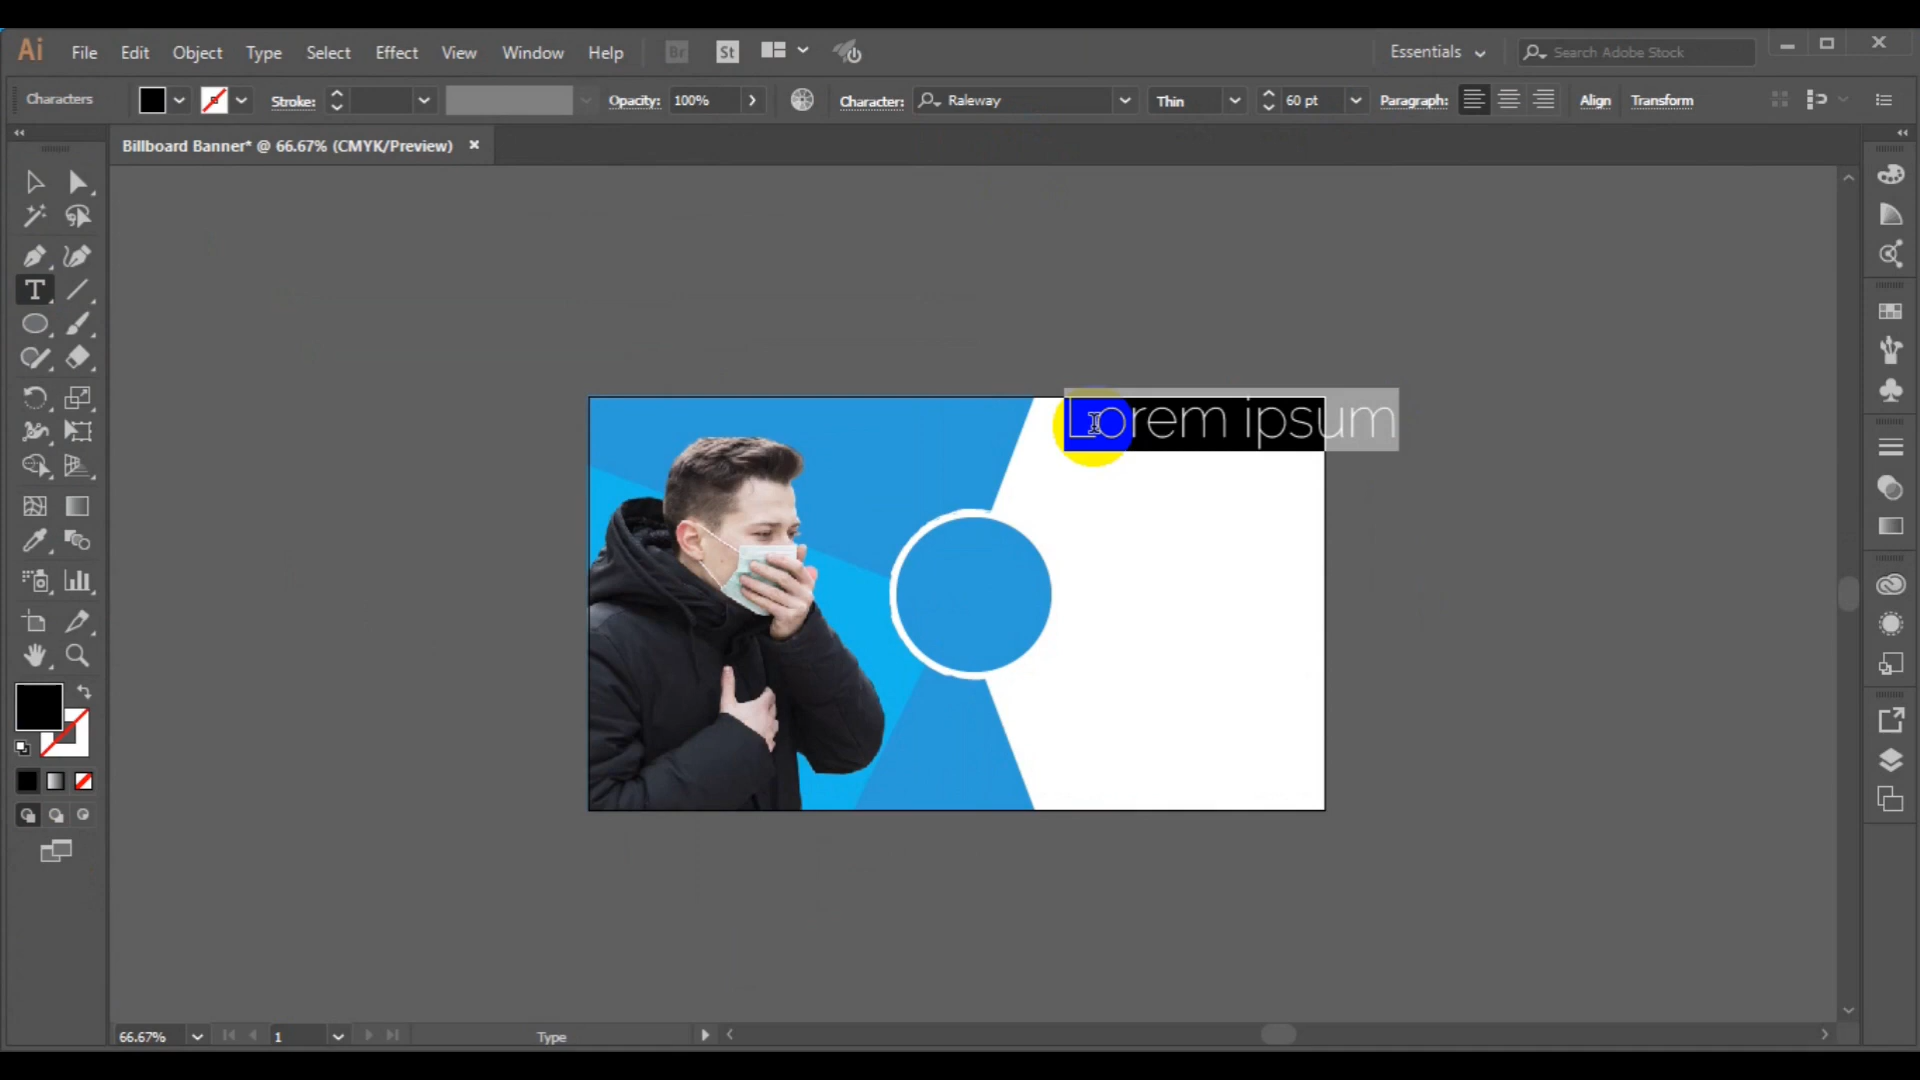 Ai File Edit Object Type Select Effect View Window Help Br St Essentials Search Adobe Stock
Characters Stroke: Opacity: 100% Character: Raleway Thin 60 pt Paragraph: Align Transform
Billboard Banner* @ 66.67% (CMYK/Preview)
Lorem ipsum
66.67% 1 Type